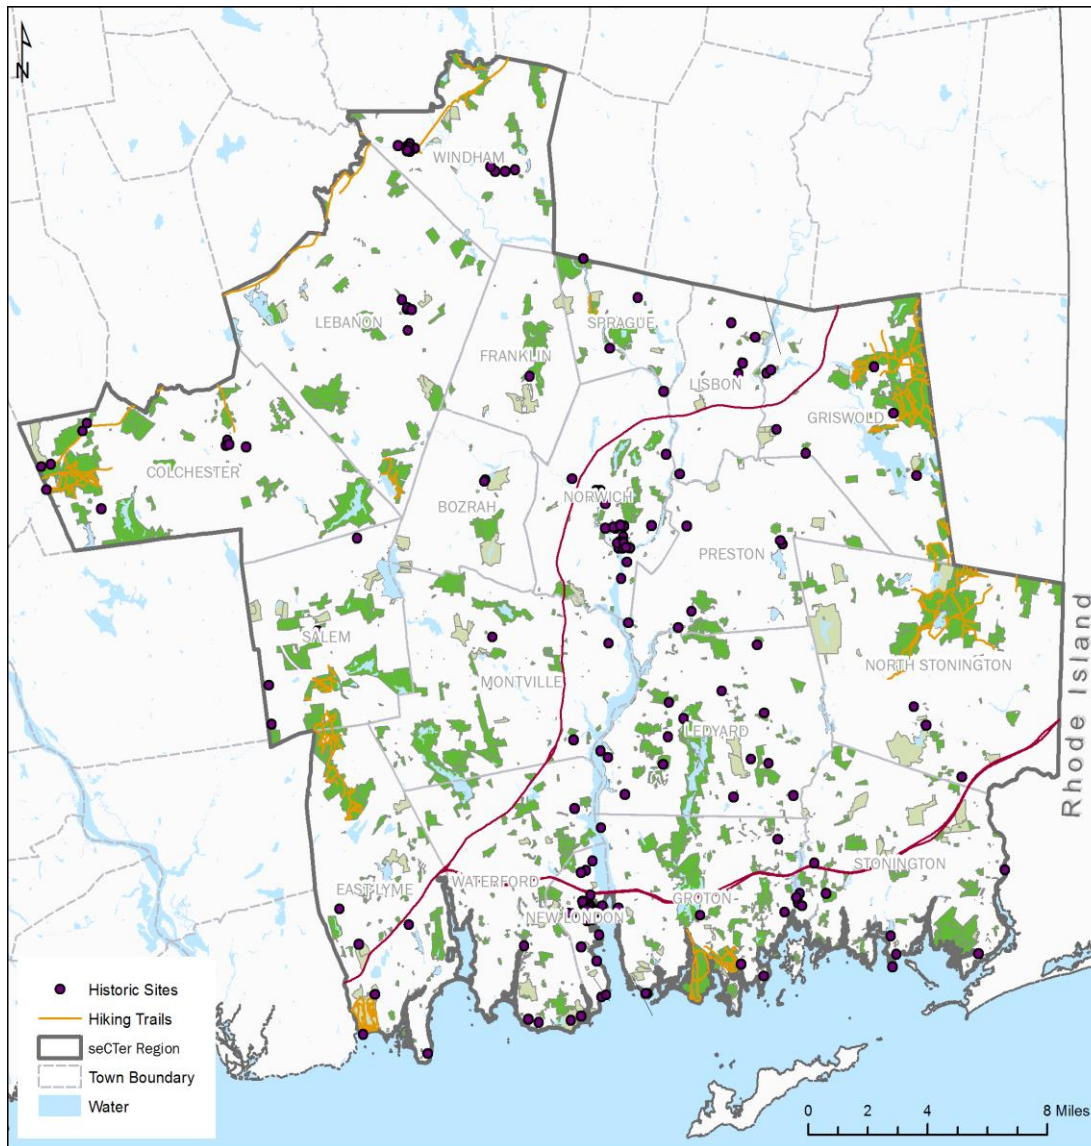 N
WINDHAM
LEBANON
SPRAGUE
FRANKLIN
LISBON
GRISWOLD
COLCHESTER
NORWICH
BOZRAH
PRESTON
SALEM
NORTH STONINGTON
MONTVILLE
LEDYARD
Rhode Island
STONINGTON
EAST LYME
WATERFORD
GROTON
NEW LONDON
Historic Sites
Hiking Trails
seCTer Region
Town Boundary
Water
0 2 4 8 Miles